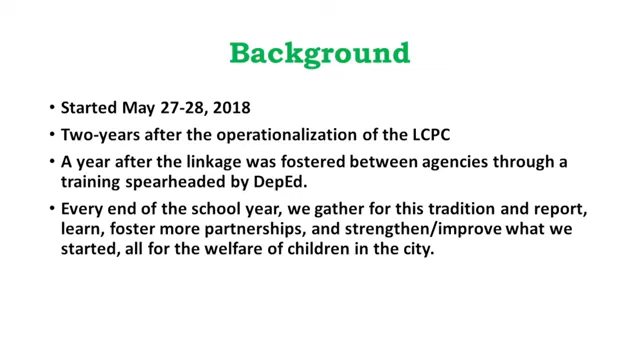 Background
• Started May 27-28, 2018
• Two-years after the operationalization of the LCPC
• A year after the linkage was fostered between agencies through a
training spearheaded by DepEd.
• Every end of the school year, we gather for this tradition and report,
learn, foster more partnerships, and strengthen/improve what we
started, all for the welfare of children in the city.